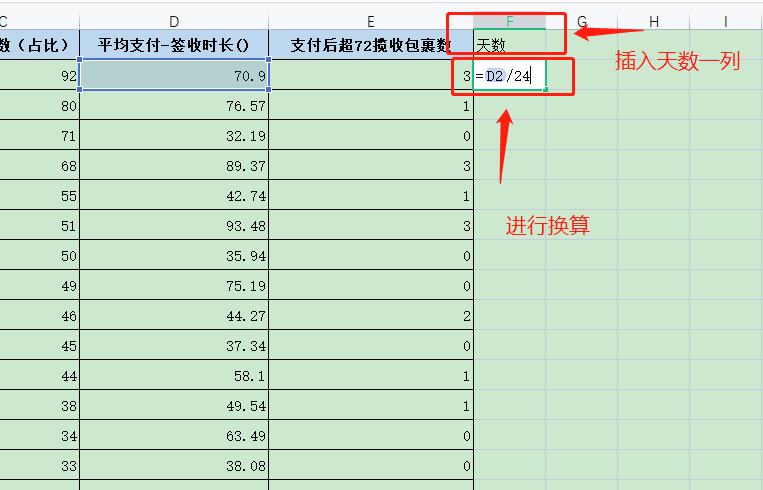 C D E F G H I
数（占比） 平均支付-签收时长() 支付后超72揽收包裹数 天数
插入天数一列
92 70.9 3 =D2/24
80 76.57 1
71 32.19 0
68 89.37 3
55 42.74 1
51 93.48 3
进行换算
50 35.94 0
49 75.19 0
46 44.27 2
45 37.34 0
44 58.1 1
38 49.54 1
34 63.49 0
33 38.08 0